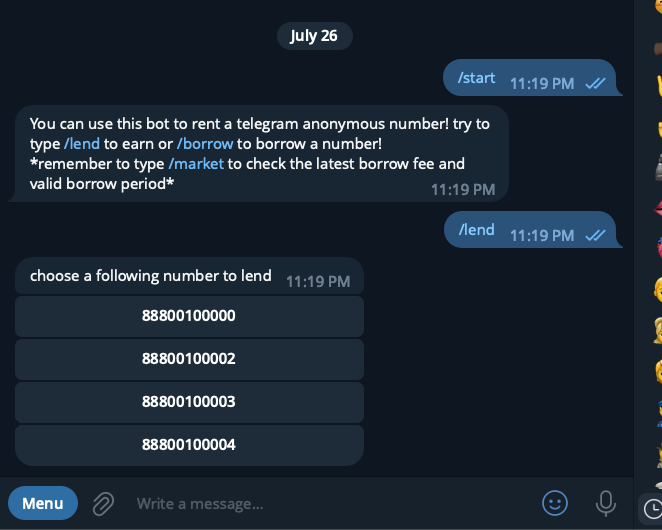 July 26
/start 11:19 PM
You can use this bot to rent a telegram anonymous number! try to
type /lend to earn or /borrow to borrow a number!
*remember to type /market to check the latest borrow fee and
valid borrow period* 11:19 PM
/lend 11:19 PM
choose a following number to lend 11:19 PM
88800100000
88800100002
88800100003
88800100004
Menu Write a message...